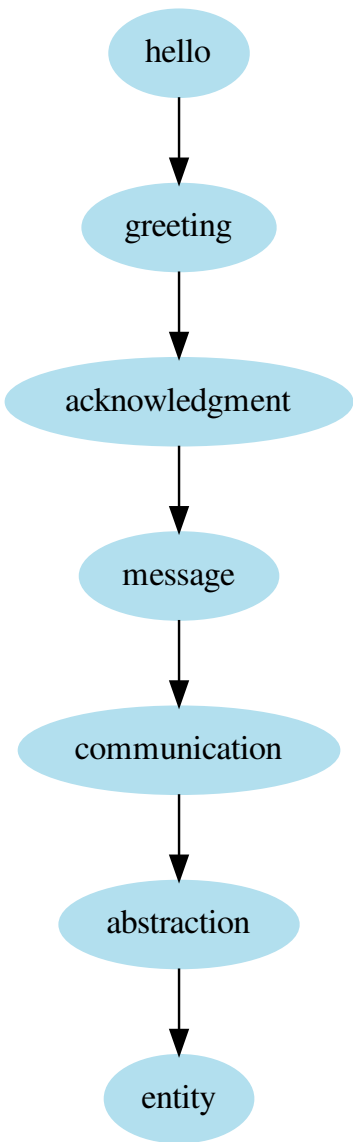 hello
greeting
acknowledgment
message
communication
abstraction
entity